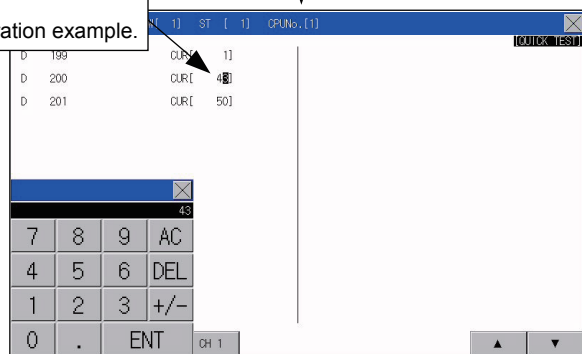 ration example.
1] ST [ 1] CPUNo.[1]
[QUICK TEST]
D 199 CUR[ 1]
D 200 CUR[ 43]
D 201 CUR[ 50]
43
7 8 9 AC
4 5 6 DEL
1 2 3 +/-
0 . ENT
CH 1
▲ ▼